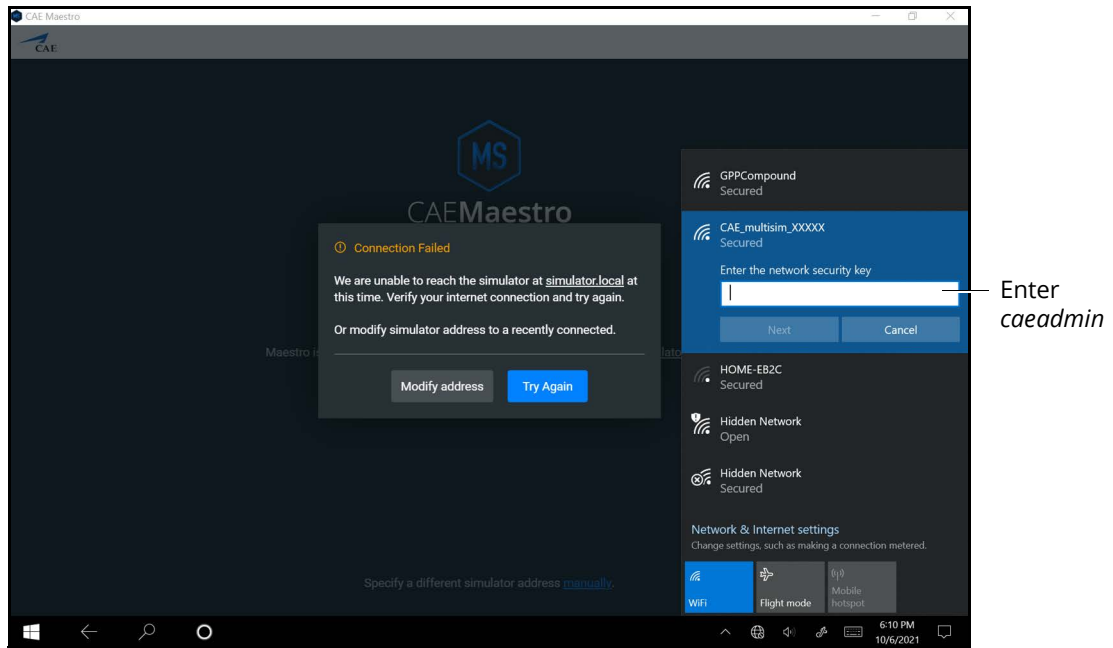 CAE Maestro
CAE
MS
CAEMaestro
Connection Failed
We are unable to reach the simulator at simulator.local at
this time. Verify your internet connection and try again.
Or modify simulator address to a recently connected.
Maestro
Modify address
Try Again
Specify a different simulator address manually.
GPPCompound
Secured
CAE_multisim_XXXXX
Secured
Enter the network security key
Next
Cancel
HOME-EB2C
Secured
Hidden Network
Open
Hidden Network
Secured
Network & Internet settings
Change settings, such as making a connection metered.
WiFi
Flight mode
Mobile
hotspot
6:10 PM
10/6/2021
Enter
caeadmin